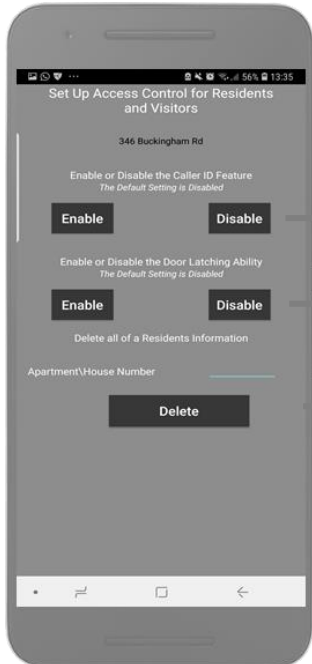 56% 13:35
Set Up Access Control for Residents
and Visitors
346 Buckingham Rd
Enable or Disable the Caller ID Feature
The Default Setting is Disabled
Enable Disable
Enable or Disable the Door Latching Ability
The Default Setting is Disabled
Enable Disable
Delete all of a Residents Information
Apartment\House Number
Delete